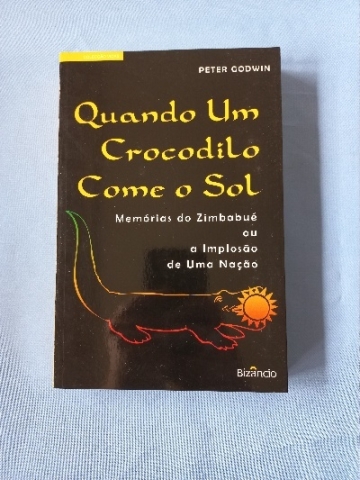 PETER GODWIN
Quando Um
Crocodilo
Come o Sol
Memórias do Zimbabué
ou
a Implosão
de Uma Nação
Bizâncio